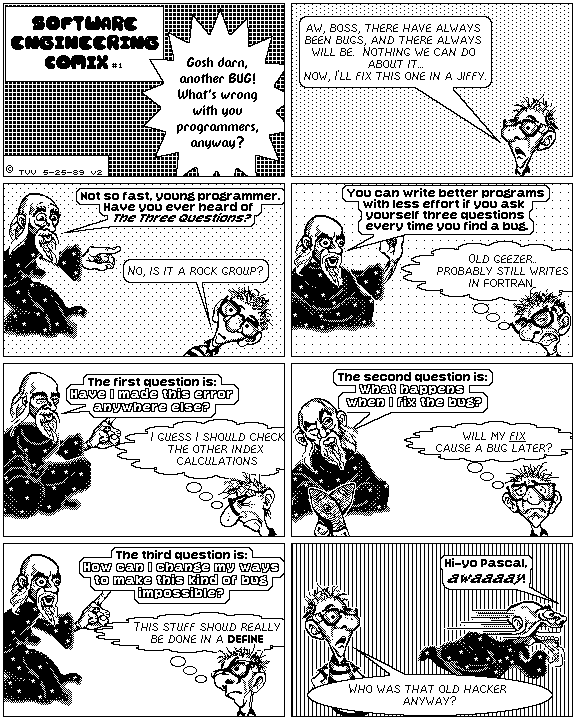 SOFTWARE
ENGINEERING
COMIX #1
Gosh darn,
another BUG!
What's wrong
with you
programmers,
anyway?
© TVV 5-25-89 V2
AW, BOSS, THERE HAVE ALWAYS
BEEN BUGS, AND THERE ALWAYS
WILL BE. NOTHING WE CAN DO
ABOUT IT...
NOW, I'LL FIX THIS ONE IN A JIFFY.
Not so fast, young programmer.
Have you ever heard of
The Three Questions?
NO, IS IT A ROCK GROUP?
You can write better programs
with less effort if you ask
yourself three questions
every time you find a bug.
OLD GEEZER..
PROBABLY STILL WRITES
IN FORTRAN
The first question is:
Have I made this error
anywhere else?
I GUESS I SHOULD CHECK
THE OTHER INDEX
CALCULATIONS
The second question is:
What happens
when I fix the bug?
WILL MY FIX
CAUSE A BUG LATER?
The third question is:
How can I change my ways
to make this kind of bug
impossible?
THIS STUFF SHOULD REALLY
BE DONE IN A DEFINE
Hi-yo Pascal,
awaaaay.
WHO WAS THAT OLD HACKER
ANYWAY?